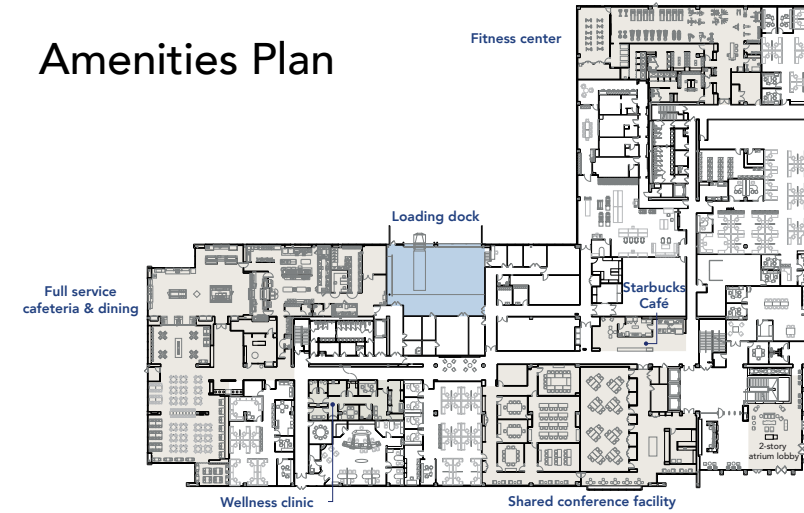 Amenities Plan
Fitness center
Loading dock
Full service
cafeteria & dining
Starbucks
Café
2-story
atrium lobby
Wellness clinic
Shared conference facility